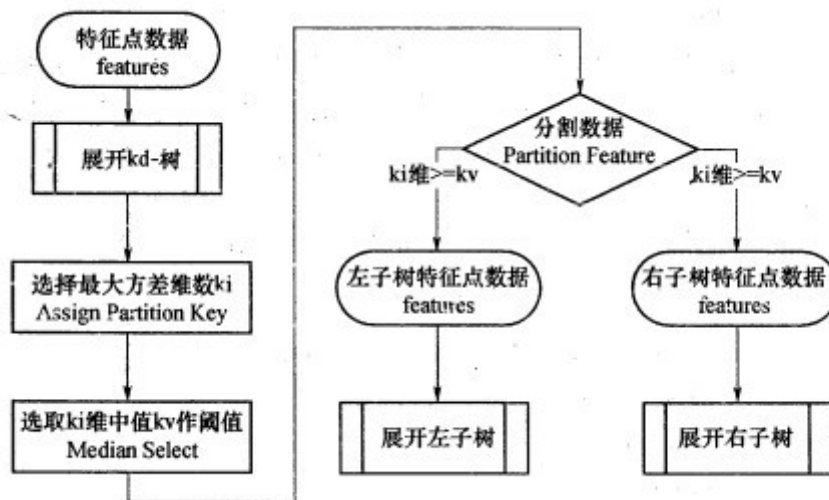 特征点数据
features
展开kd-树
选择最大方差维数ki
Assign Partition Key
选取ki维中值kv作阈值
Median Select
分割数据
Partition Feature
ki维>=kv
ki维>=kv
左子树特征点数据
features
右子树特征点数据
features
展开左子树
展开右子树